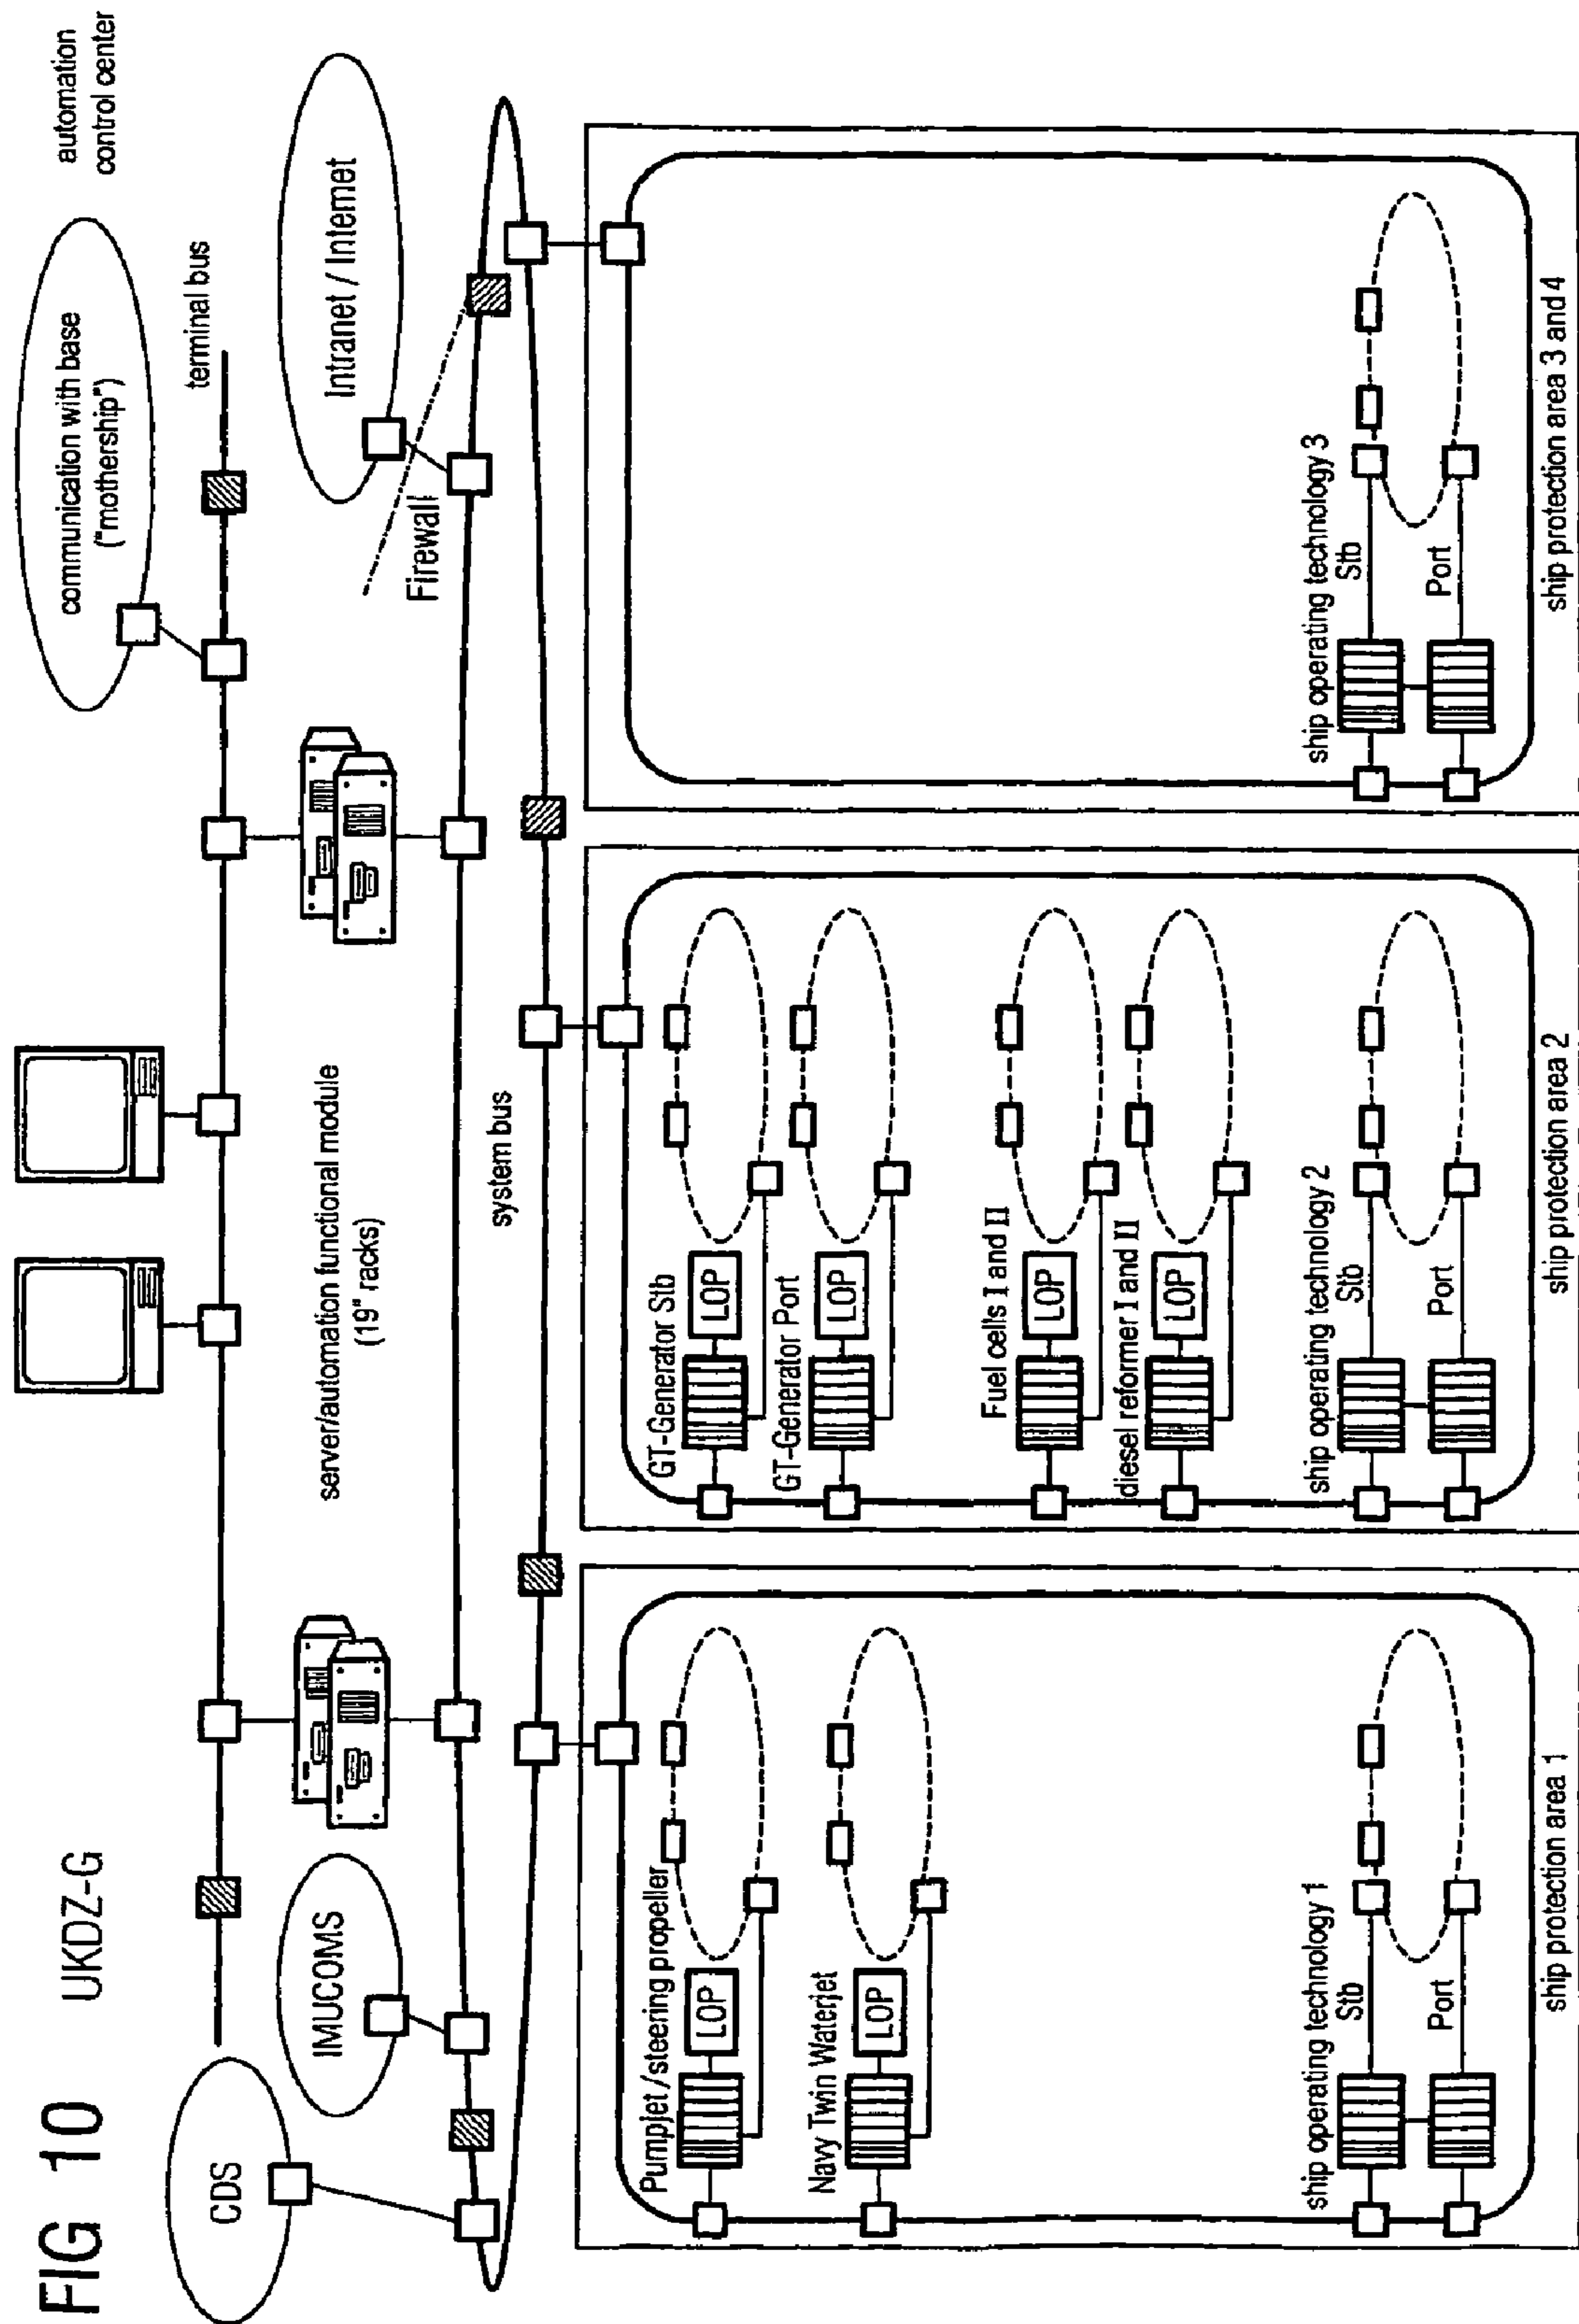 FIG 10
UKDZ-G
automation
control center
communication with base
("mothership")
terminal bus
CDS
IMUCOMS
server/automation functional module
(19" racks)
Intranet / Internet
Firewall
system bus
Pumpjet / steering propeller
LOP
Navy Twin Waterjet
LOP
ship operating technology 1
Stb
Port
ship protection area 1
GT-Generator Stb
LOP
GT-Generator Port
LOP
Fuel cells I and II
LOP
diesel reformer I and II
LOP
ship operating technology 2
Stb
Port
ship protection area 2
ship operating technology 3
Stb
Port
ship protection area 3 and 4